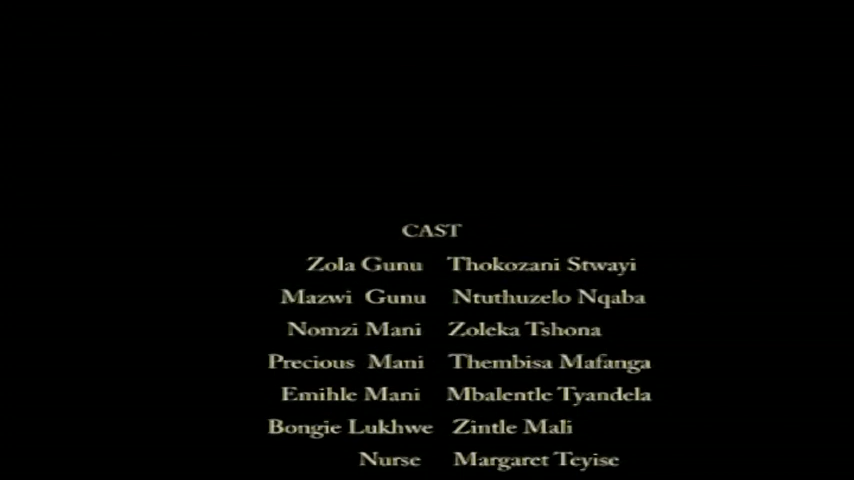 CAST
Zola Gunu Thokozani Stwayi
Mazwi Gunu Ntuthuzelo Nqaba
Nomzi Mani Zoleka Tshona
Precious Mani Thembisa Mafanga
Emihle Mani Mbalentle Tyandela
Bongie Lukhwe Zintle Mali
Nurse Margaret Teyise